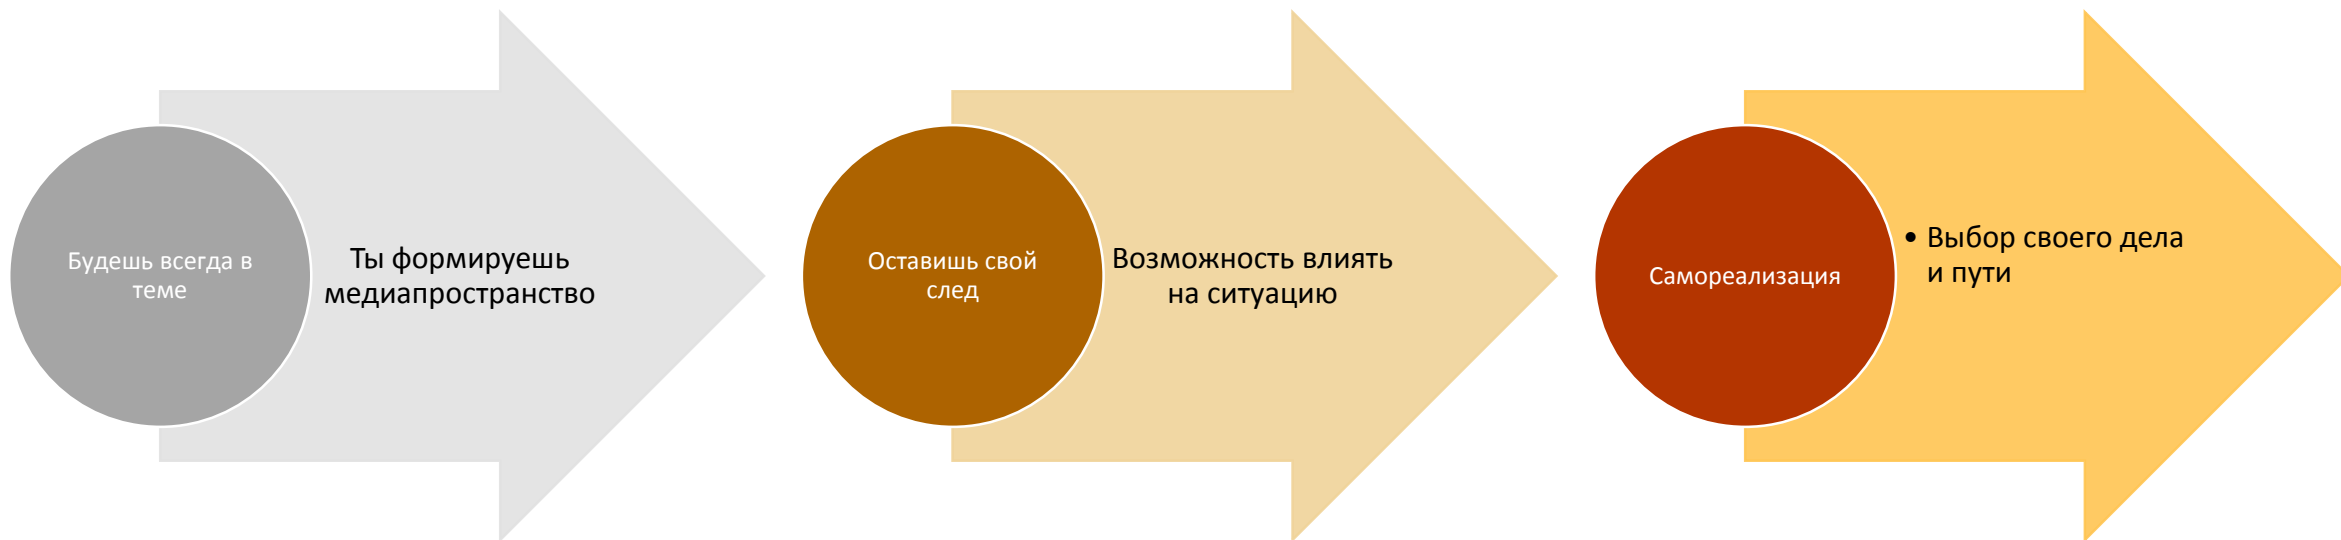 Будешь всегда в
теме
Ты формируешь
медиапространство
Оставишь свой
след
Возможность влиять
на ситуацию
Самореализация
• Выбор своего дела
и пути